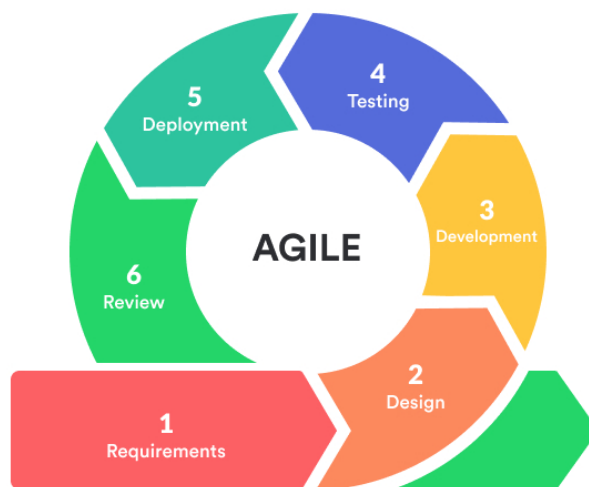 AGILE
1
Requirements
2
Design
3
Development
4
Testing
5
Deployment
6
Review